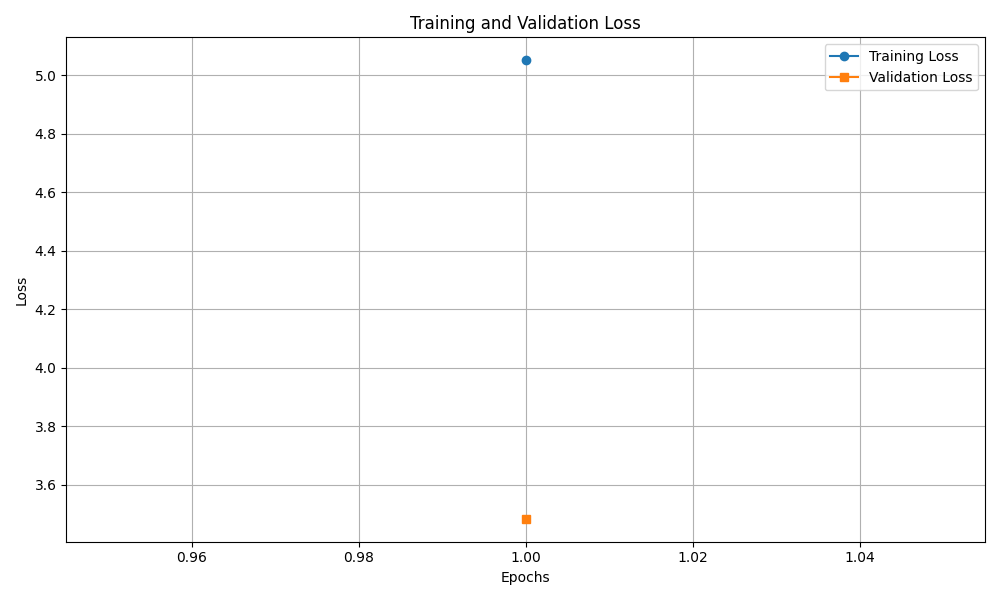 Training and Validation Loss
Training Loss
Validation Loss
5.0
4.8
4.6
4.4
4.2
4.0
3.8
3.6
Loss
0.96
0.98
1.00
1.02
1.04
Epochs